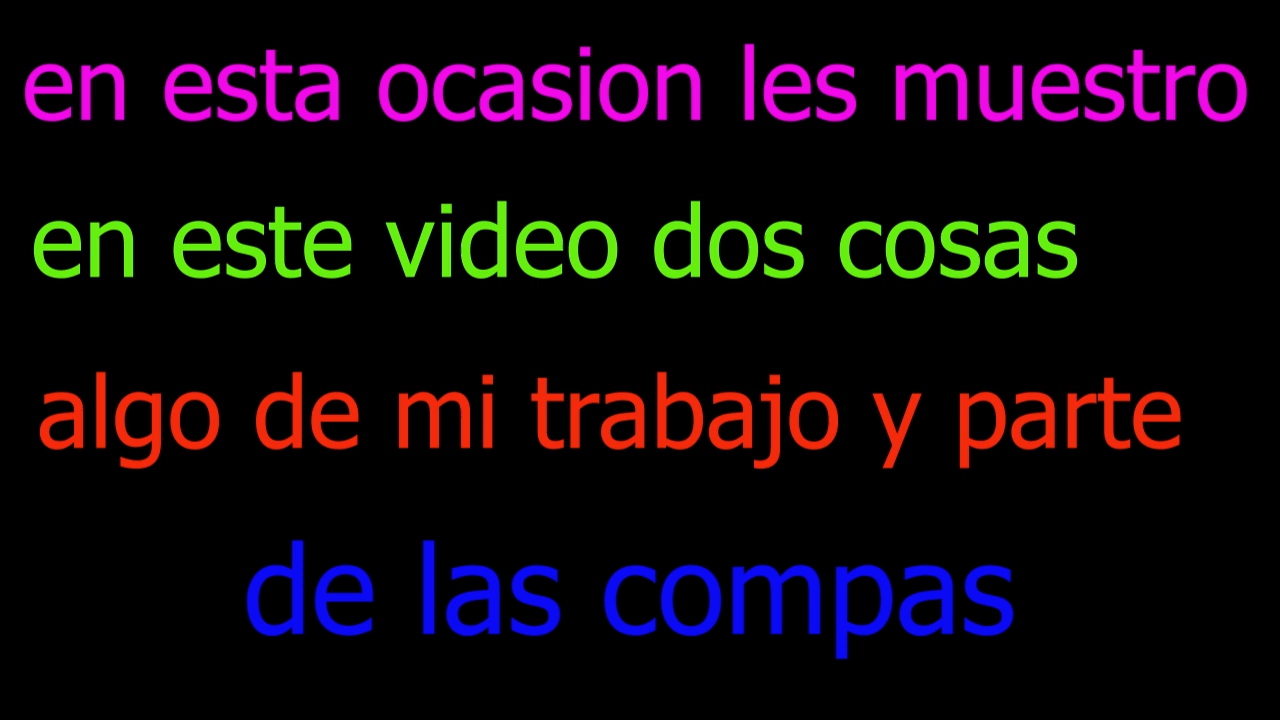 en esta ocasion les muestro
en este video dos cosas
algo de mi trabajo y parte
de las compas